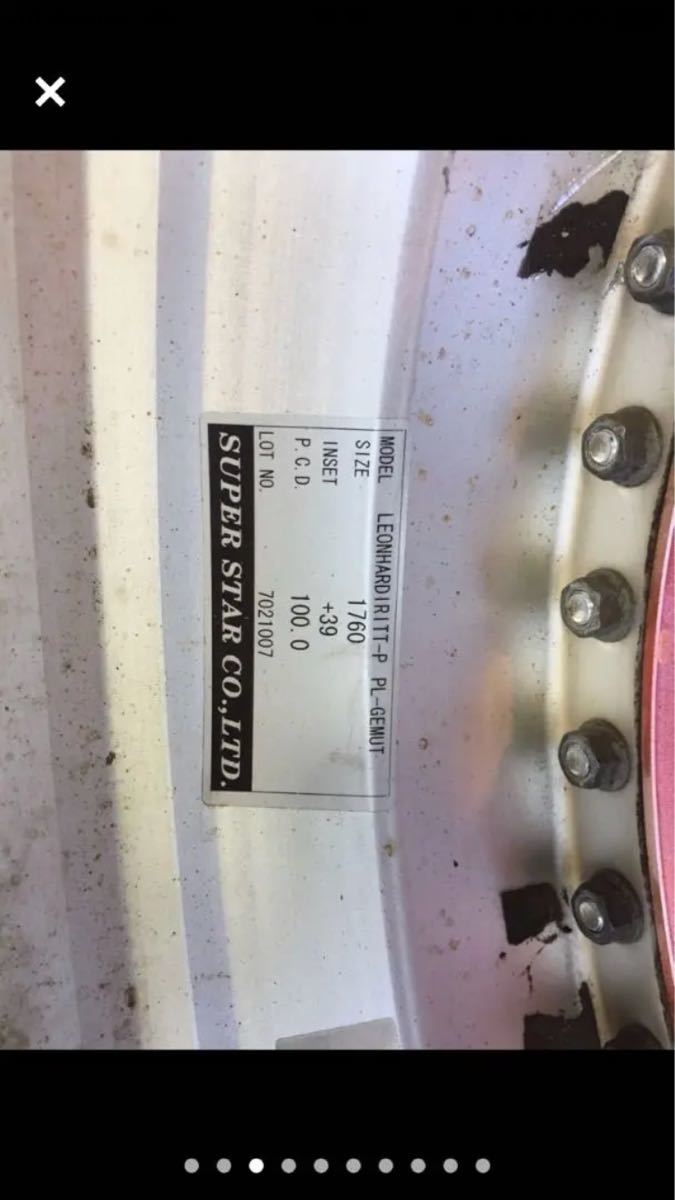 MODEL LEONHARDIRITT-P PL-GEMUT
SIZE 1760
INSET +39
P.C.D. 100.0
LOT NO. 7021007
SUPER STAR CO.,LTD.